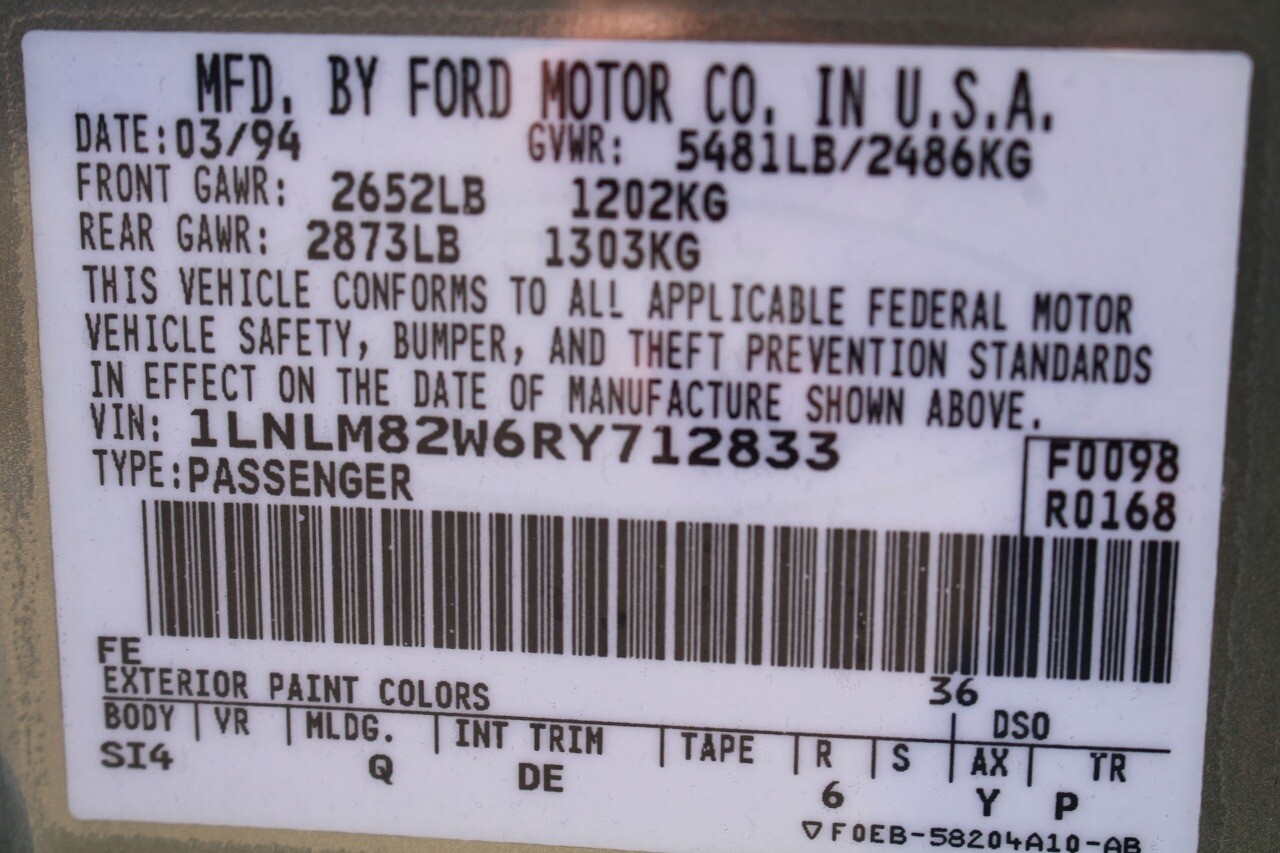 MFD. BY FORD MOTOR CO. IN U.S.A.
DATE: 03/94 GVWR: 5481LB/2486KG
FRONT GAWR: 2652LB 1202KG
REAR GAWR: 2873LB 1303KG
THIS VEHICLE CONFORMS TO ALL APPLICABLE FEDERAL MOTOR
VEHICLE SAFETY, BUMPER, AND THEFT PREVENTION STANDARDS
IN EFFECT ON THE DATE OF MANUFACTURE SHOWN ABOVE.
VIN: 1LNLM82W6RY712833
TYPE: PASSENGER
F0098
R0168
FE
EXTERIOR PAINT COLORS 36 DSO
BODY VR MLDG. INT TRIM TAPE R S AX TR
SI4 Q DE 6 Y P
▽F0EB-58204A10-AB